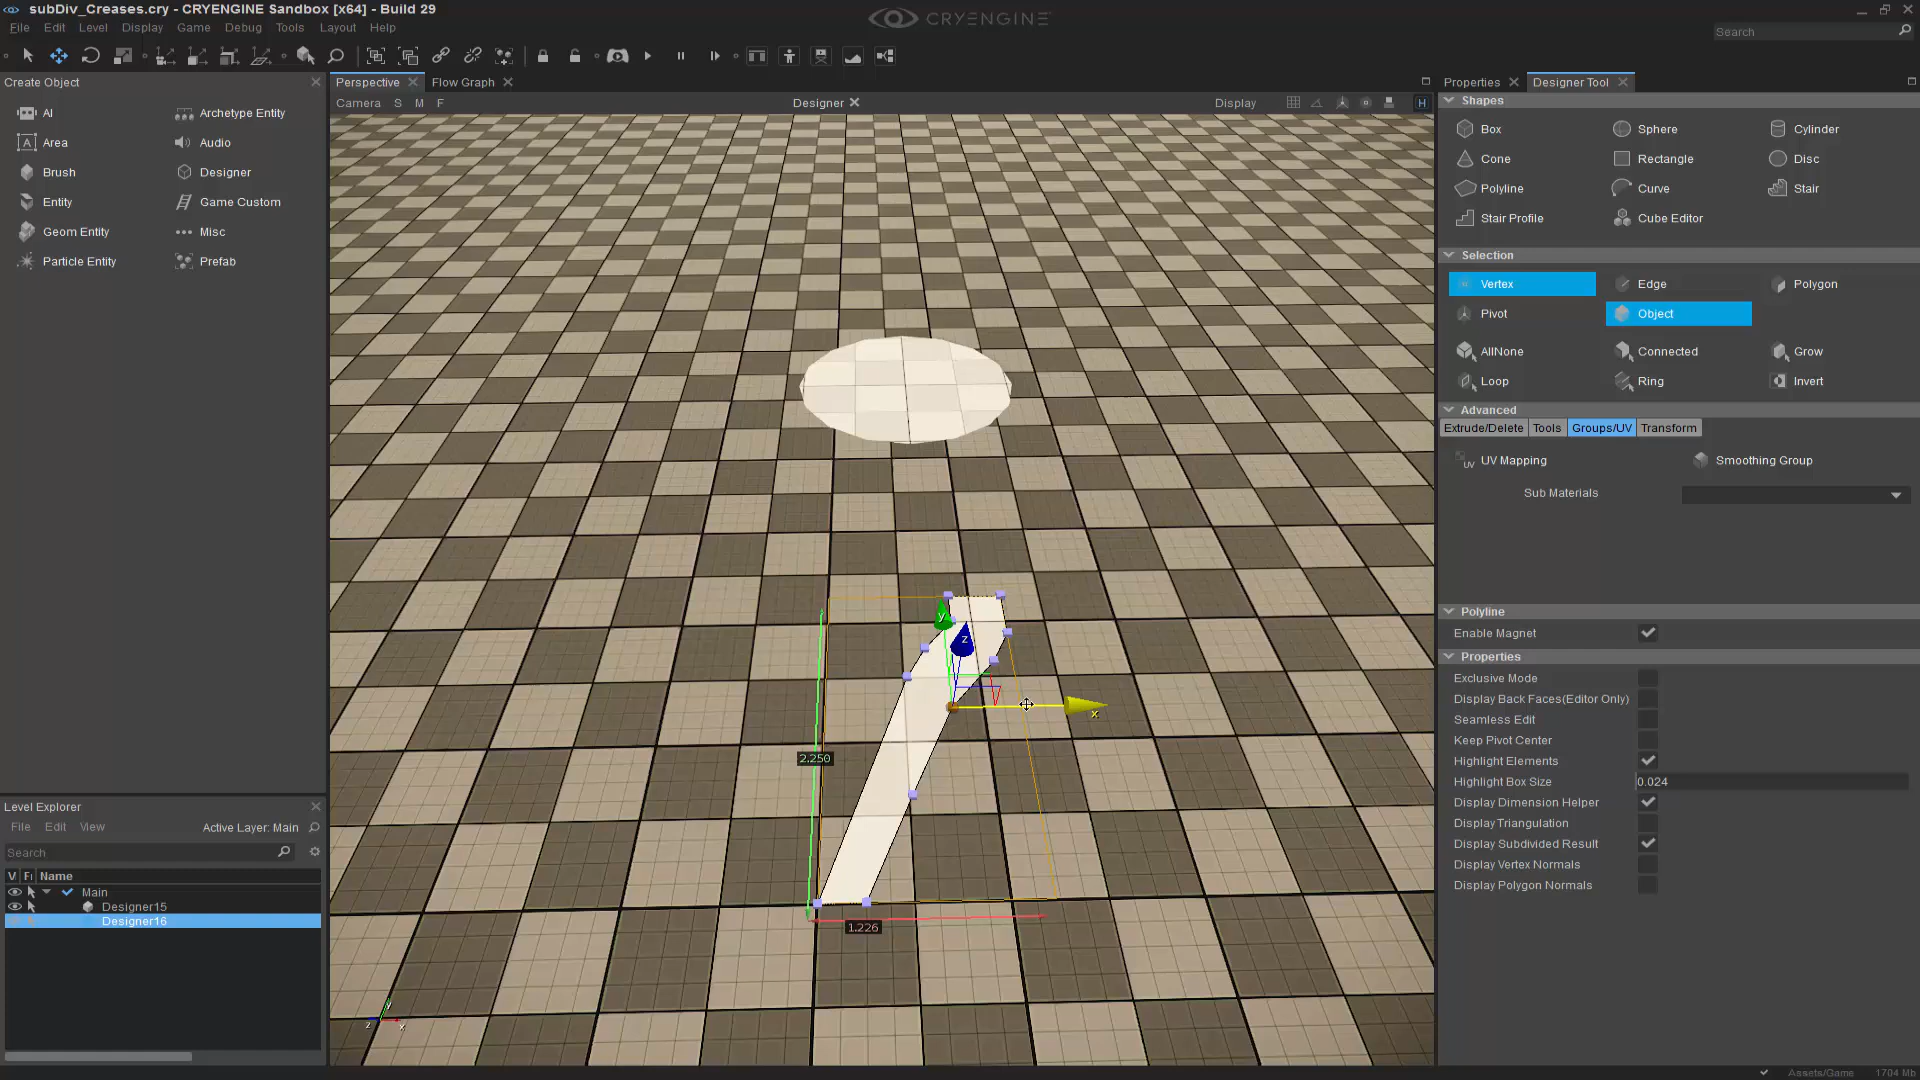 subDiv_Creases.cry - CRYENGINE Sandbox [x64] - Build 29
CRYENGINE
File Edit Level Display Game Debug Tools Layout Help
Search
Create Object
AI
Archetype Entity
Area
Audio
Brush
Designer
Entity
Game Custom
Geom Entity
Misc
Particle Entity
Prefab
Perspective
Flow Graph
Camera S M F
Designer
Display
H
y
z
x
2.250
1.226
z x y
Level Explorer
File Edit View
Active Layer: Main
Search
V Fi Name
Main
Designer15
Designer16
Properties
Designer Tool
Shapes
Box
Sphere
Cylinder
Cone
Rectangle
Disc
Polyline
Curve
Stair
Stair Profile
Cube Editor
Selection
Vertex
Edge
Polygon
Pivot
Object
AllNone
Connected
Grow
Loop
Ring
Invert
Advanced
Extrude/Delete Tools Groups/UV Transform
UV Mapping
Smoothing Group
Sub Materials
Polyline
Enable Magnet
Properties
Exclusive Mode
Display Back Faces(Editor Only)
Seamless Edit
Keep Pivot Center
Highlight Elements
Highlight Box Size 0.024
Display Dimension Helper
Display Triangulation
Display Subdivided Result
Display Vertex Normals
Display Polygon Normals
Assets/Game 1704 Mb